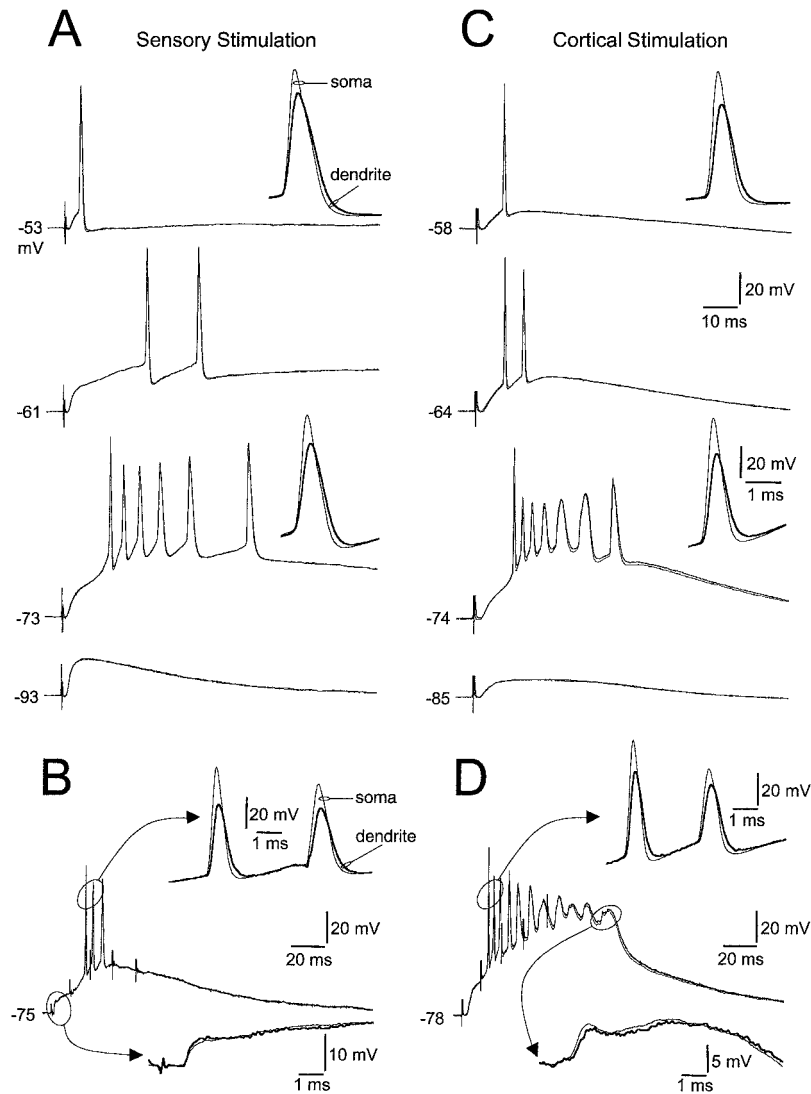 A
Sensory Stimulation
soma
dendrite
-53
mV
-61
-73
-93
C
Cortical Stimulation
-58
20 mV
10 ms
-64
20 mV
1 ms
-74
-85
B
20 mV
1 ms
soma
dendrite
20 mV
20 ms
-75
10 mV
1 ms
D
20 mV
1 ms
20 mV
20 ms
-78
5 mV
1 ms